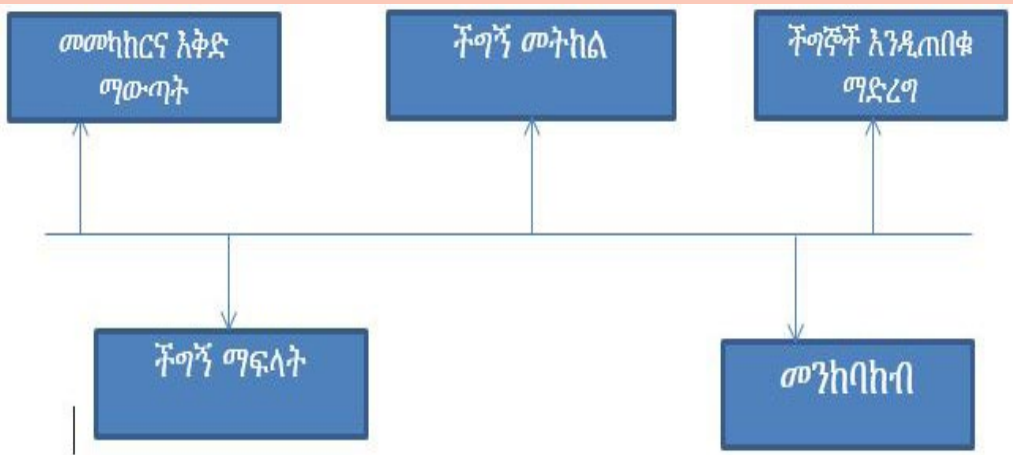 መመካከርና እቅድ
ማውጣት
ችግኝ መትከል
ችግኞች እንዲጠበቁ
ማድረግ
ችግኝ ማፍላት
መንከባከብ